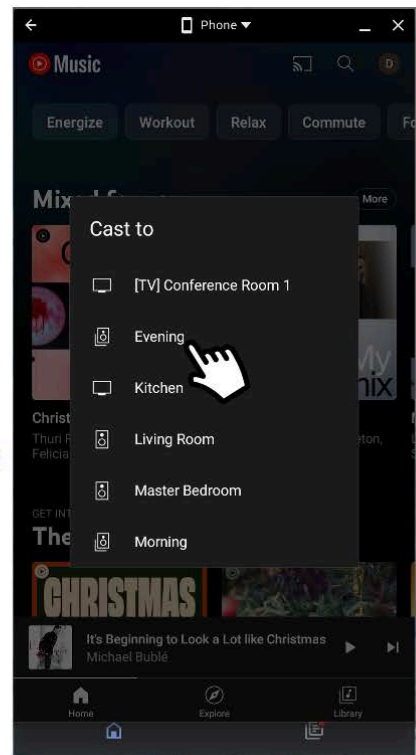 Phone
Music
D
Energize
Workout
Relax
Commute
Fo
Mix
More
Cast to
[TV] Conference Room 1
Evening
Kitchen
Living Room
Master Bedroom
Morning
My
nix
Christ
Thuri F
eton,
Felicia
GET INT
The
CHRISTMAS
It's Beginning to Look a Lot like Christmas
Michael Bublé
Home
Explore
Library